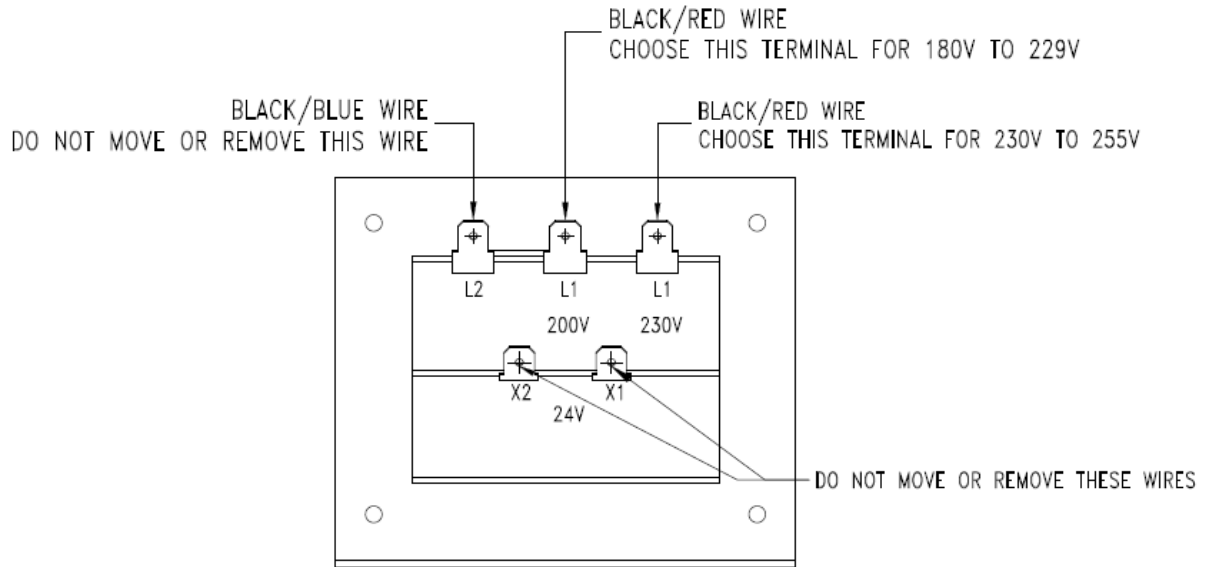 BLACK/RED WIRE
CHOOSE THIS TERMINAL FOR 180V TO 229V
BLACK/BLUE WIRE
DO NOT MOVE OR REMOVE THIS WIRE
BLACK/RED WIRE
CHOOSE THIS TERMINAL FOR 230V TO 255V
L2 L1 L1
200V 230V
X2 X1
24V
DO NOT MOVE OR REMOVE THESE WIRES